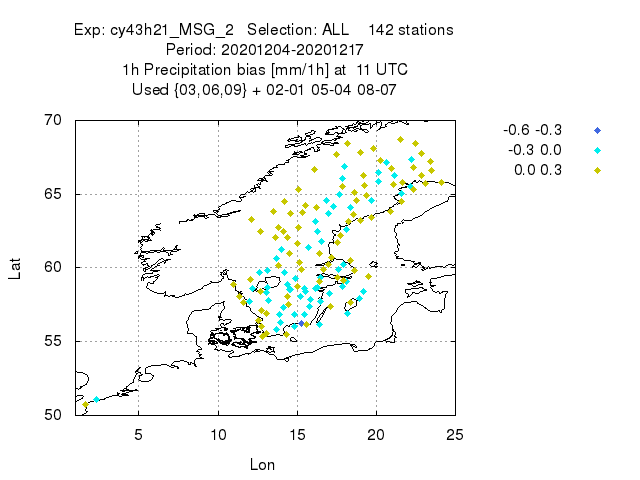 Exp: cy43h21_MSG_2   Selection: ALL    142 stations
Period: 20201204-20201217
1h Precipitation bias [mm/1h] at  11 UTC
Used {03,06,09} + 02-01 05-04 08-07
-0.6 -0.3
-0.3 0.0
0.0 0.3
70
65
60
55
50
Lat
5 10 15 20 25
Lon